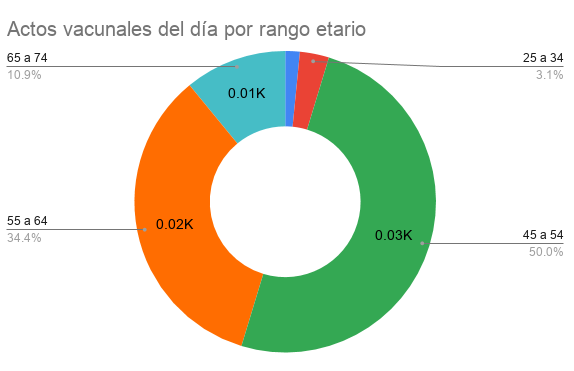 Actos vacunales del día por rango etario
65 a 74
10.9%
25 a 34
3.1%
0.01K
55 a 64
34.4%
0.02K
0.03K
45 a 54
50.0%